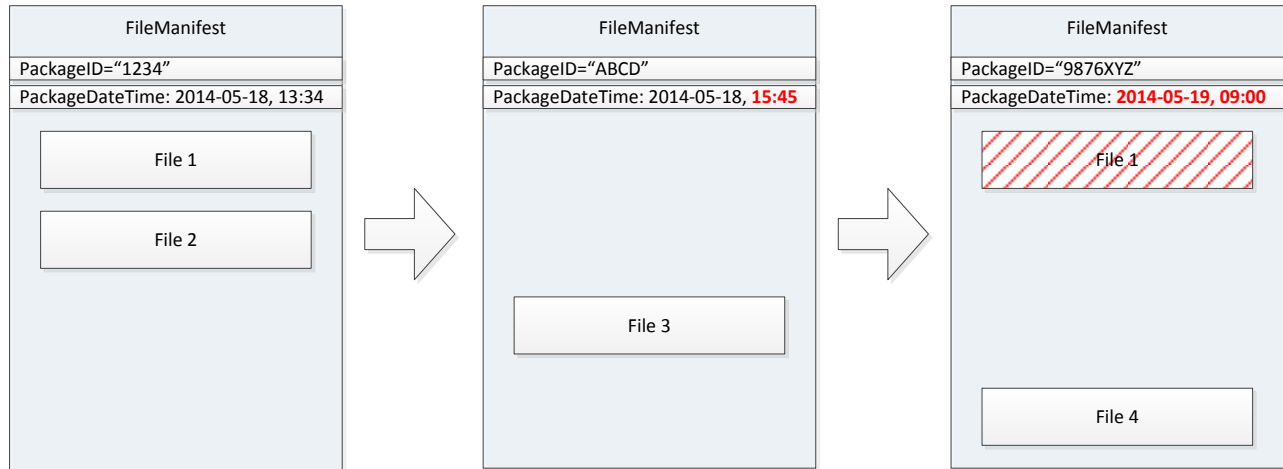 FileManifest
PackageID=“1234”
PackageDateTime: 2014-05-18, 13:34
File 1
File 2
FileManifest
PackageID=“ABCD”
PackageDateTime: 2014-05-18, 15:45
File 3
FileManifest
PackageID=“9876XYZ”
PackageDateTime: 2014-05-19, 09:00
File 1
File 4